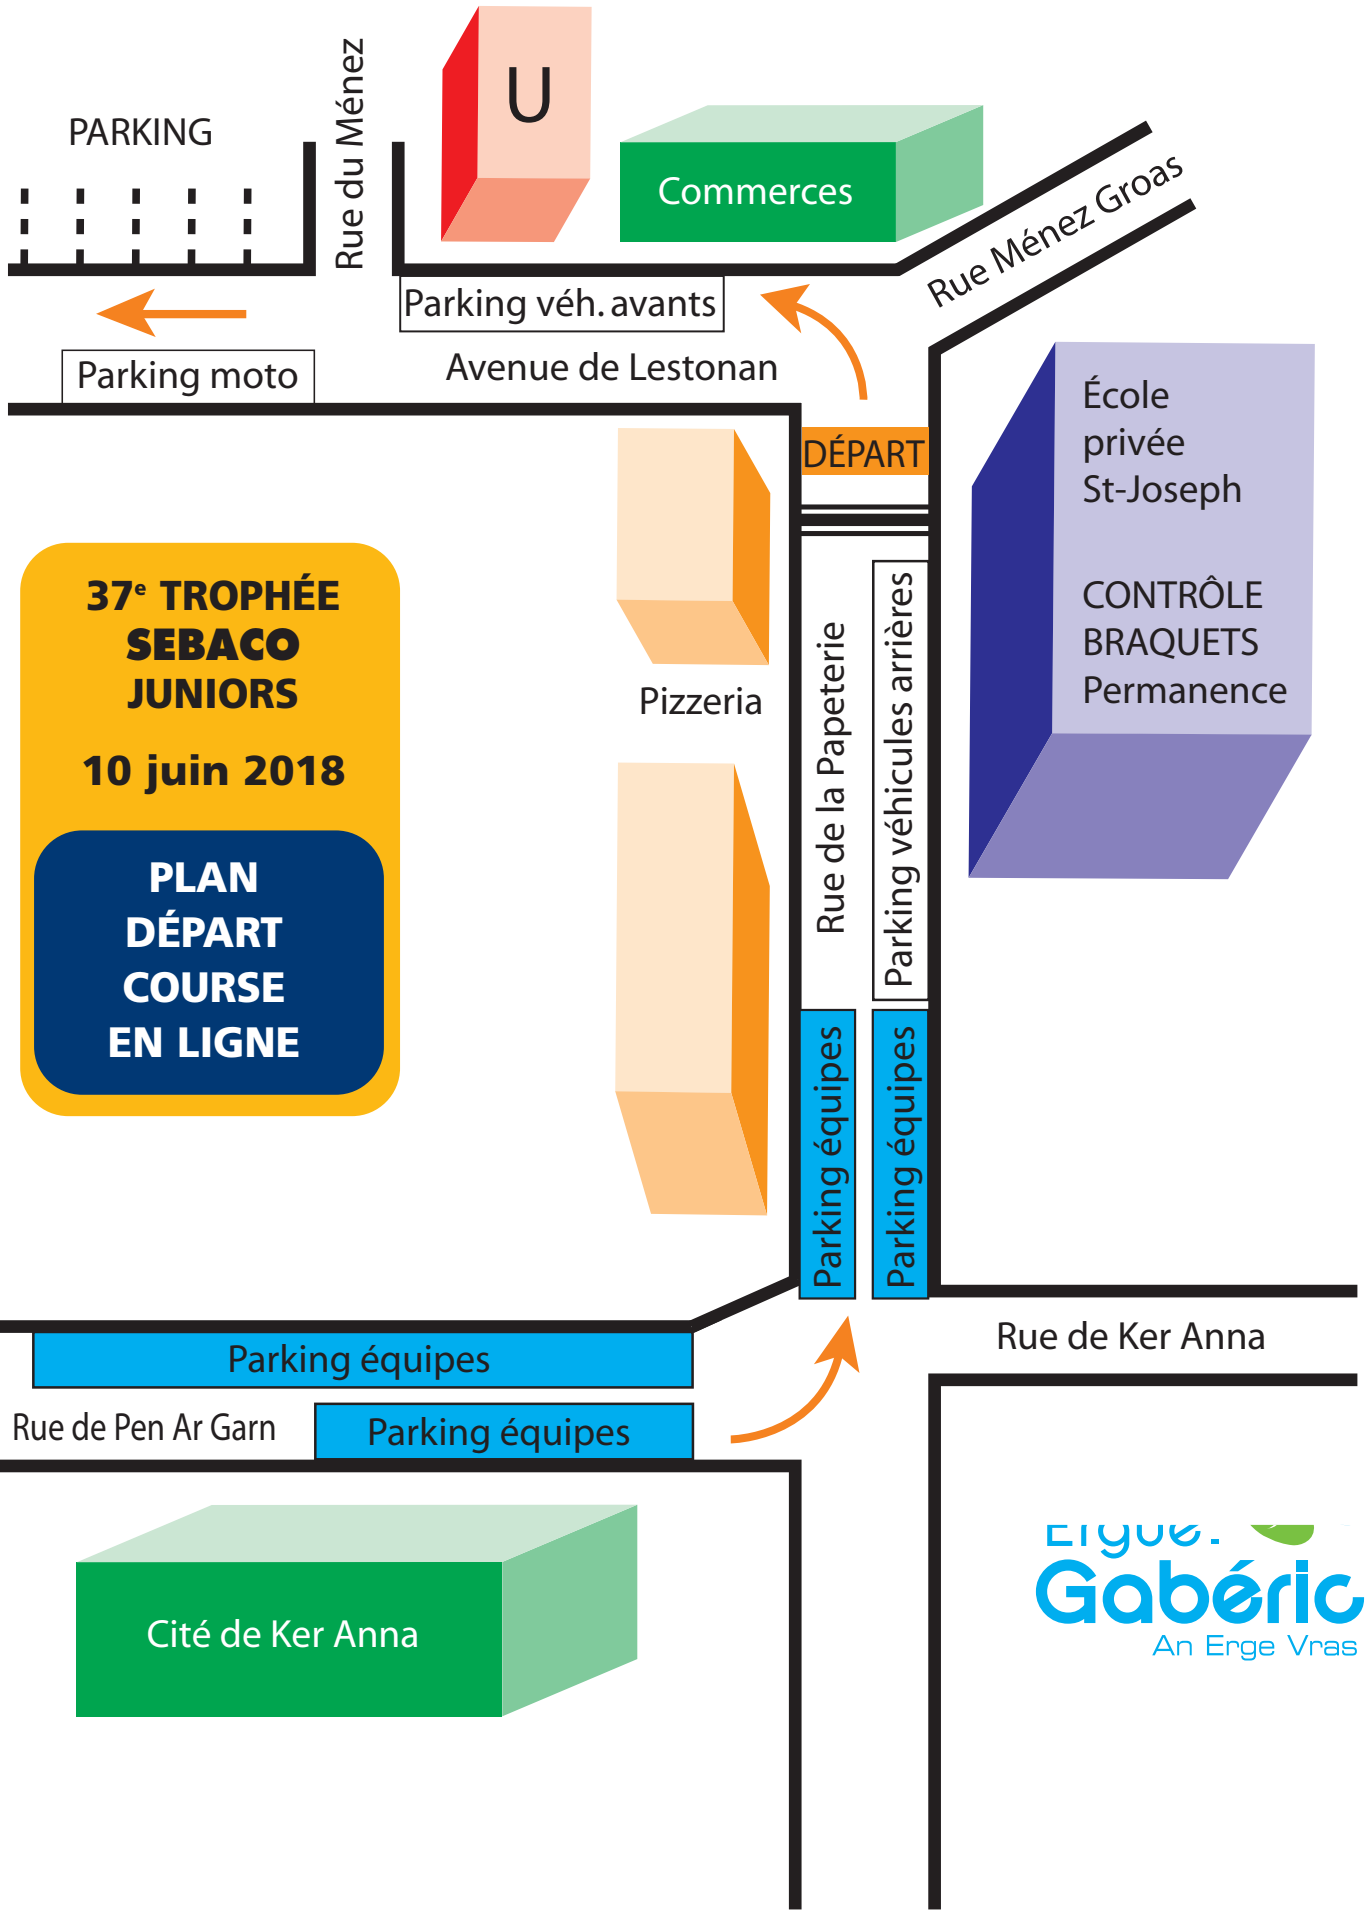 PARKING
Rue du Ménez
U
Commerces
Rue Ménez Groas
Parking véh. avants
Parking moto
Avenue de Lestonan
DÉPART
École
privée
St-Joseph
CONTRÔLE
BRAQUETS
Permanence
37e TROPHÉE
SEBACO
JUNIORS
10 juin 2018
PLAN
DÉPART
COURSE
EN LIGNE
Pizzeria
Rue de la Papeterie
Parking véhicules arrières
Parking équipes
Parking équipes
Rue de Ker Anna
Parking équipes
Rue de Pen Ar Garn
Parking équipes
Cité de Ker Anna
Ergué-
Gabéric
An Erge Vras